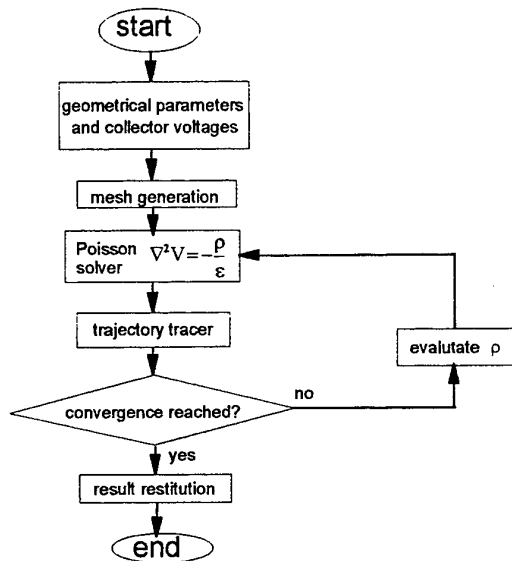 start
geometrical parameters
and collector voltages
mesh generation
Poisson solver ∇²V=-ρ/ε
trajectory tracer
evalutate ρ
convergence reached?
no
yes
result restitution
end